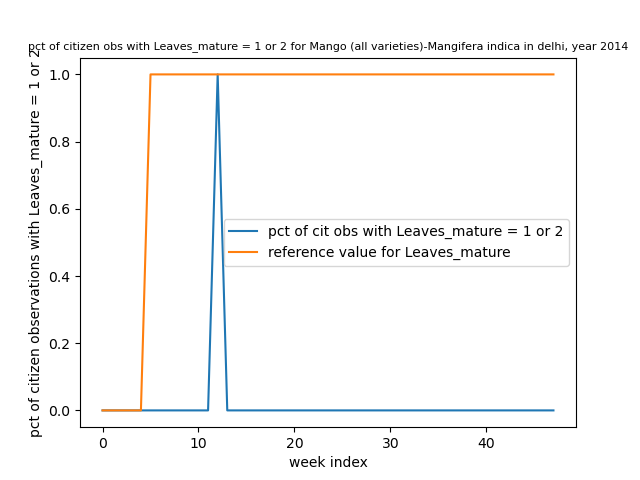 pct of citizen obs with Leaves_mature = 1 or 2 for Mango (all varieties)-Mangifera indica in delhi, year 2014
pct of citizen observations with Leaves_mature = 1 or 2
1.0
0.8
0.6
0.4
0.2
0.0
pct of cit obs with Leaves_mature = 1 or 2
reference value for Leaves_mature
0 10 20 30 40
week index